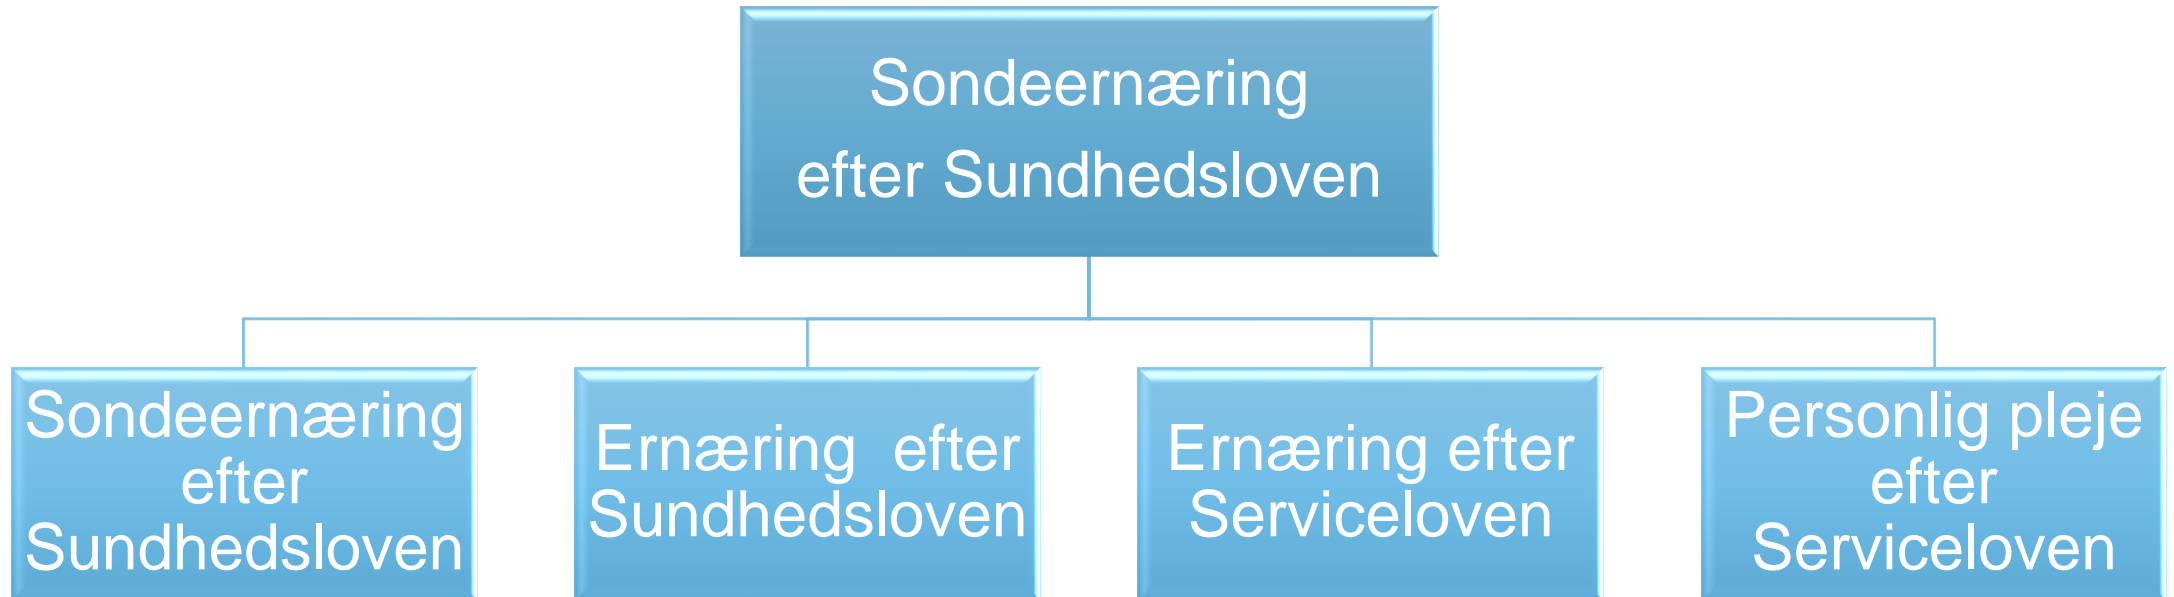 Sondeernæring
efter Sundhedsloven
Sondeernæring
efter
Sundhedsloven
Ernæring  efter
Sundhedsloven
Ernæring efter
Serviceloven
Personlig pleje
efter
Serviceloven